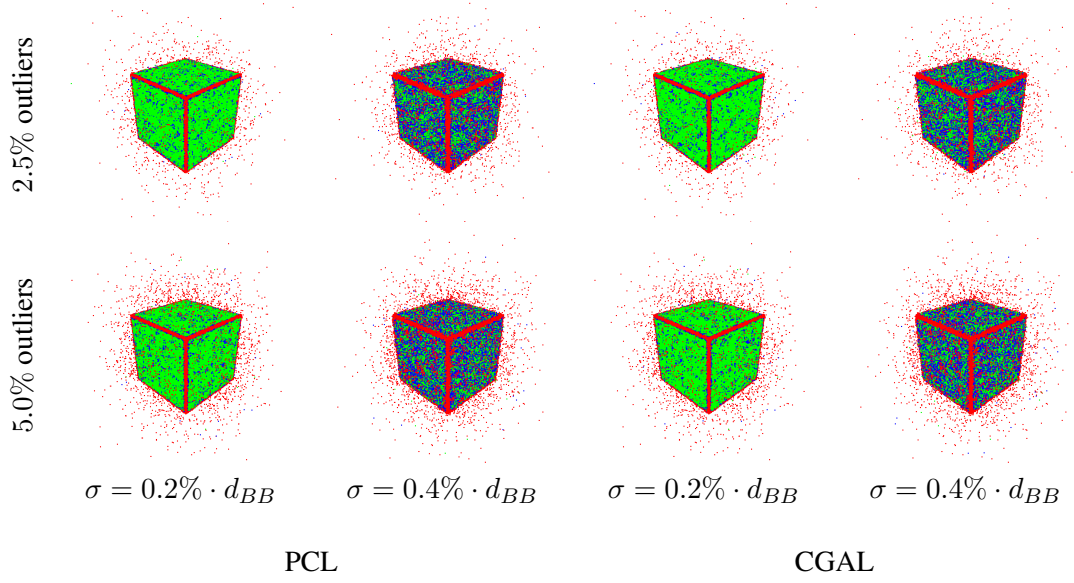 2.5% outliers
5.0% outliers
σ = 0.2% · d_BB
σ = 0.4% · d_BB
σ = 0.2% · d_BB
σ = 0.4% · d_BB
PCL
CGAL